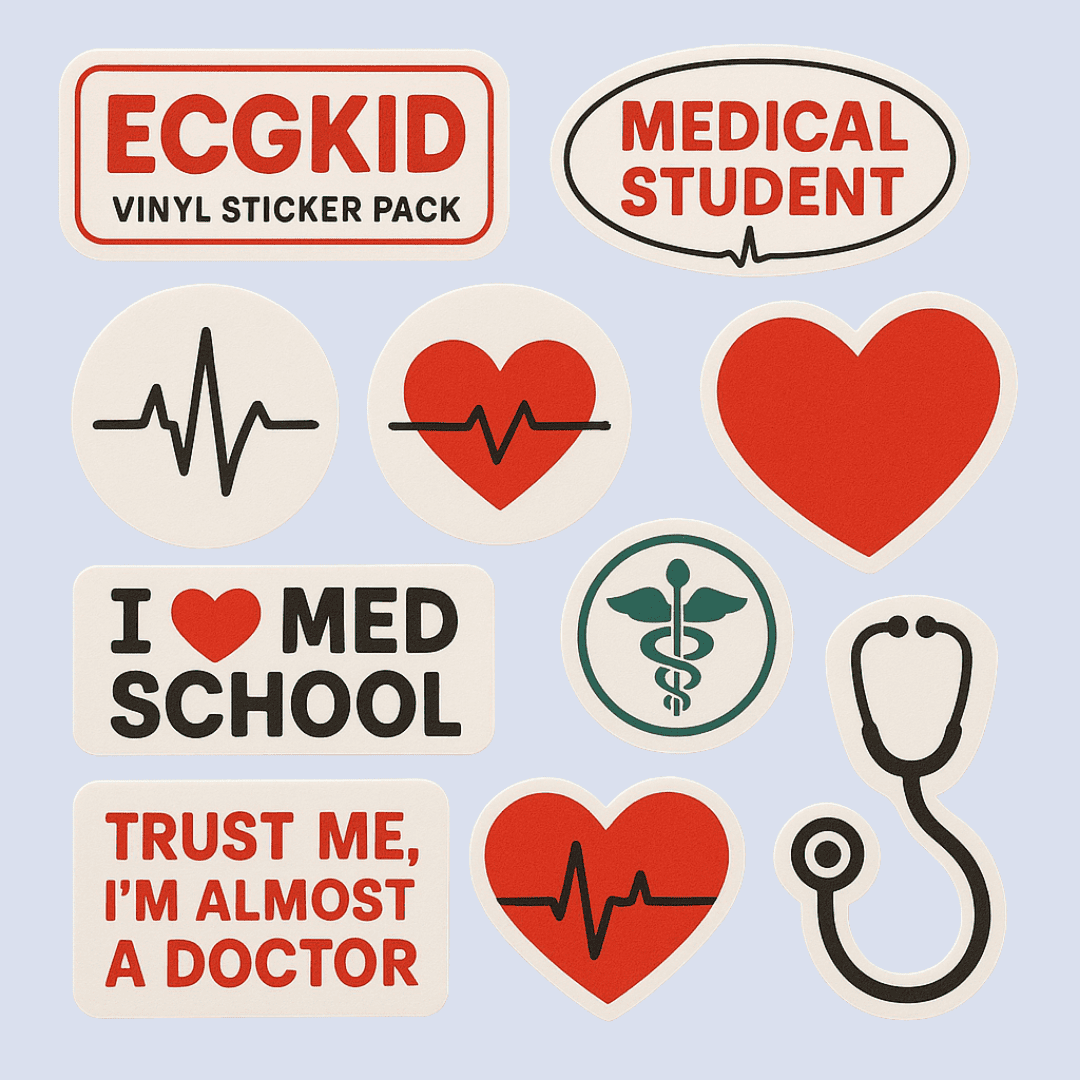 ECGKID
VINYL STICKER PACK
MEDICAL
STUDENT
I ❤ MED
SCHOOL
TRUST ME,
I'M ALMOST
A DOCTOR